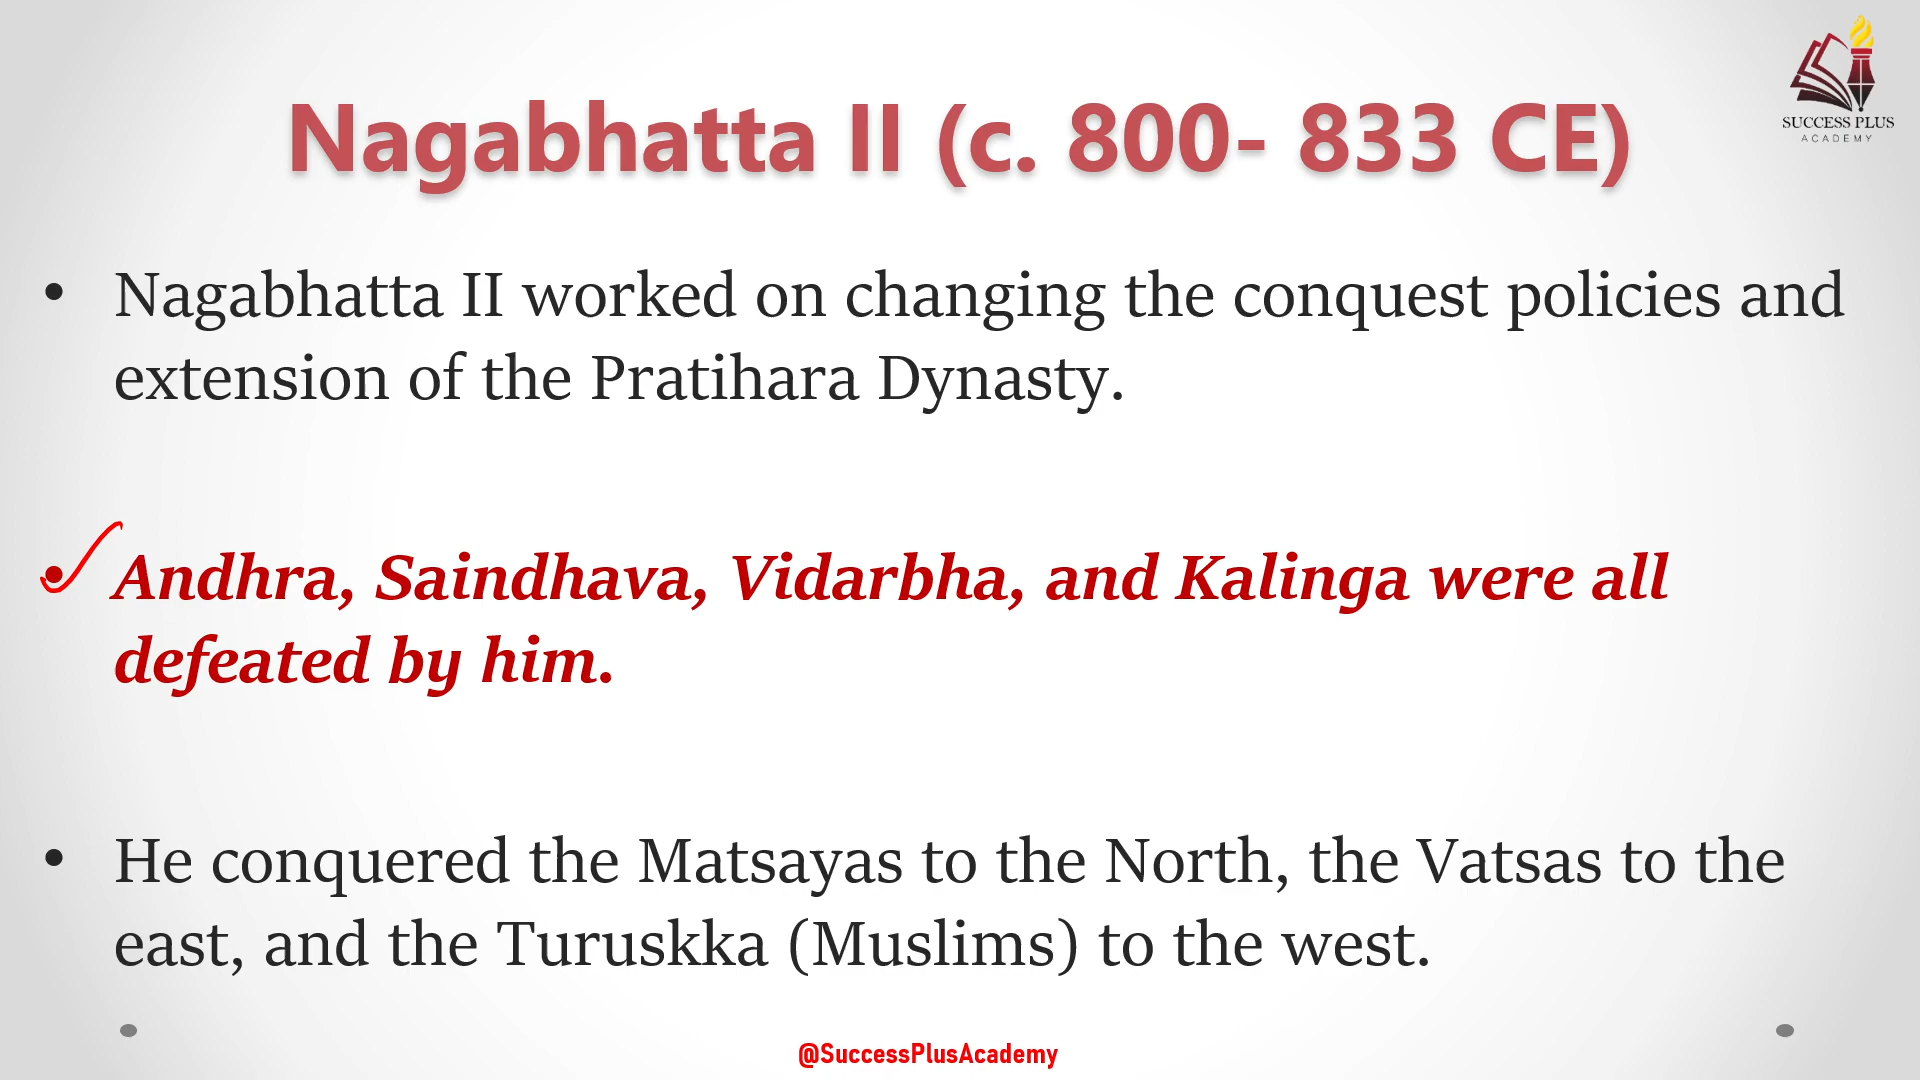 SUCCESS PLUS
ACADEMY
Nagabhatta II (c. 800- 833 CE)
• Nagabhatta II worked on changing the conquest policies and
extension of the Pratihara Dynasty.
• Andhra, Saindhava, Vidarbha, and Kalinga were all
defeated by him.
• He conquered the Matsayas to the North, the Vatsas to the
east, and the Turuskka (Muslims) to the west.
@SuccessPlusAcademy